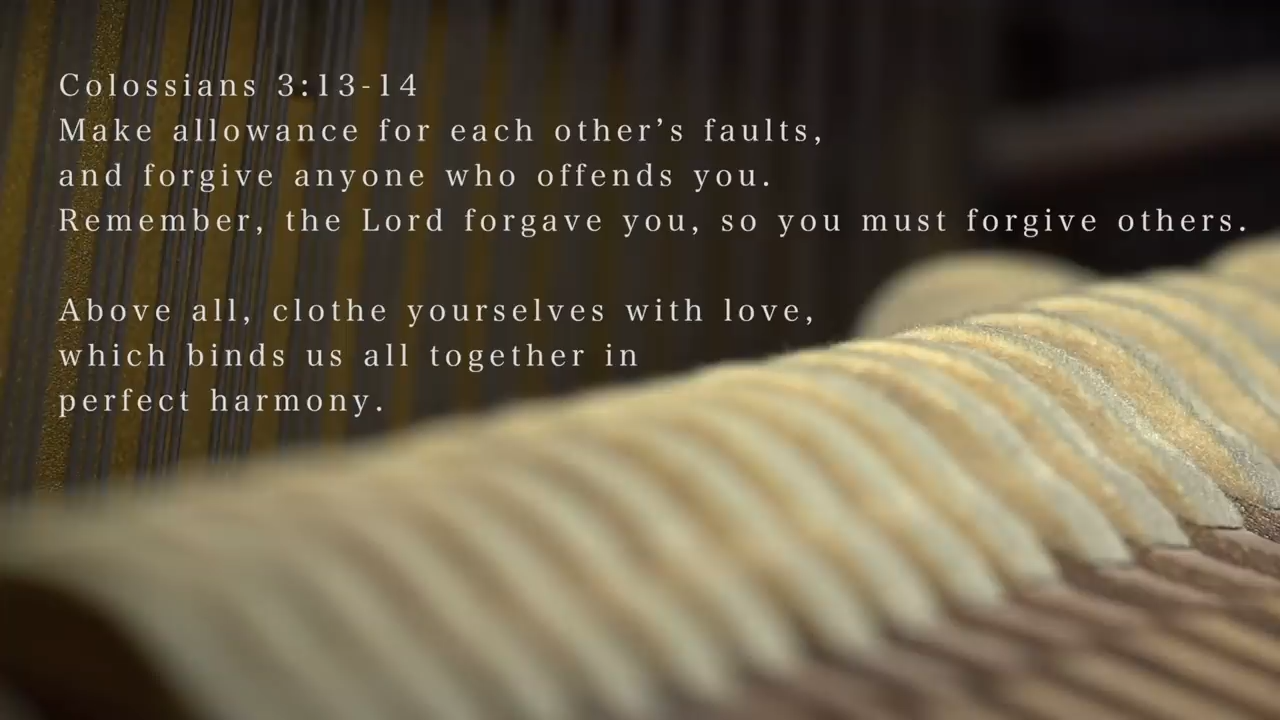 Colossians 3:13-14
Make allowance for each other’s faults,
and forgive anyone who offends you.
Remember, the Lord forgave you, so you must forgive others.
Above all, clothe yourselves with love,
which binds us all together in
perfect harmony.